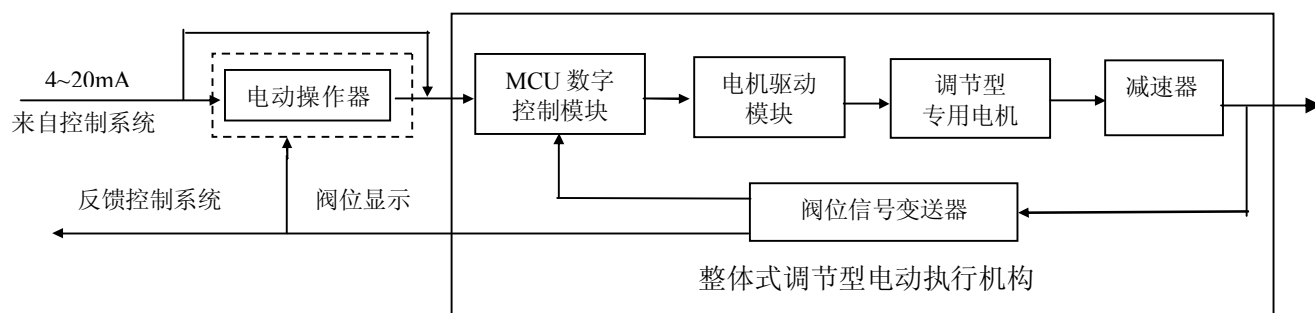 4~20mA
来自控制系统
电动操作器
MCU 数字
控制模块
电机驱动
模块
调节型
专用电机
减速器
反馈控制系统
阀位显示
阀位信号变送器
整体式调节型电动执行机构